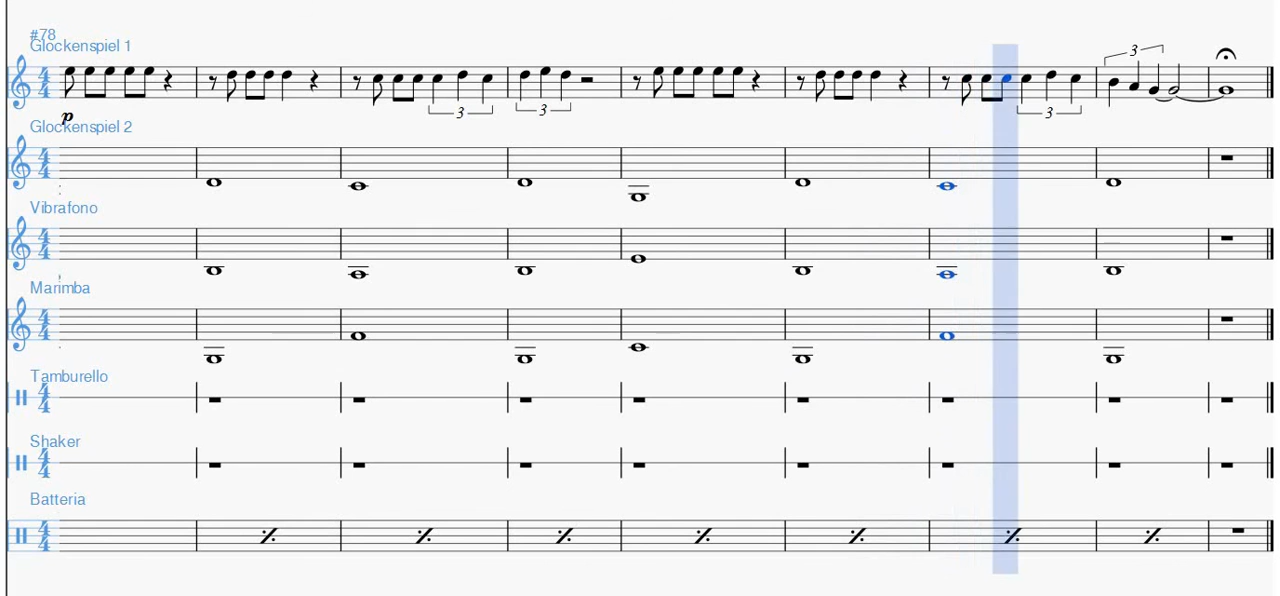 #78
Glockenspiel 1
3
3
3
3
p
Glockenspiel 2
Vibrafono
Marimba
Tamburello
Shaker
Batteria